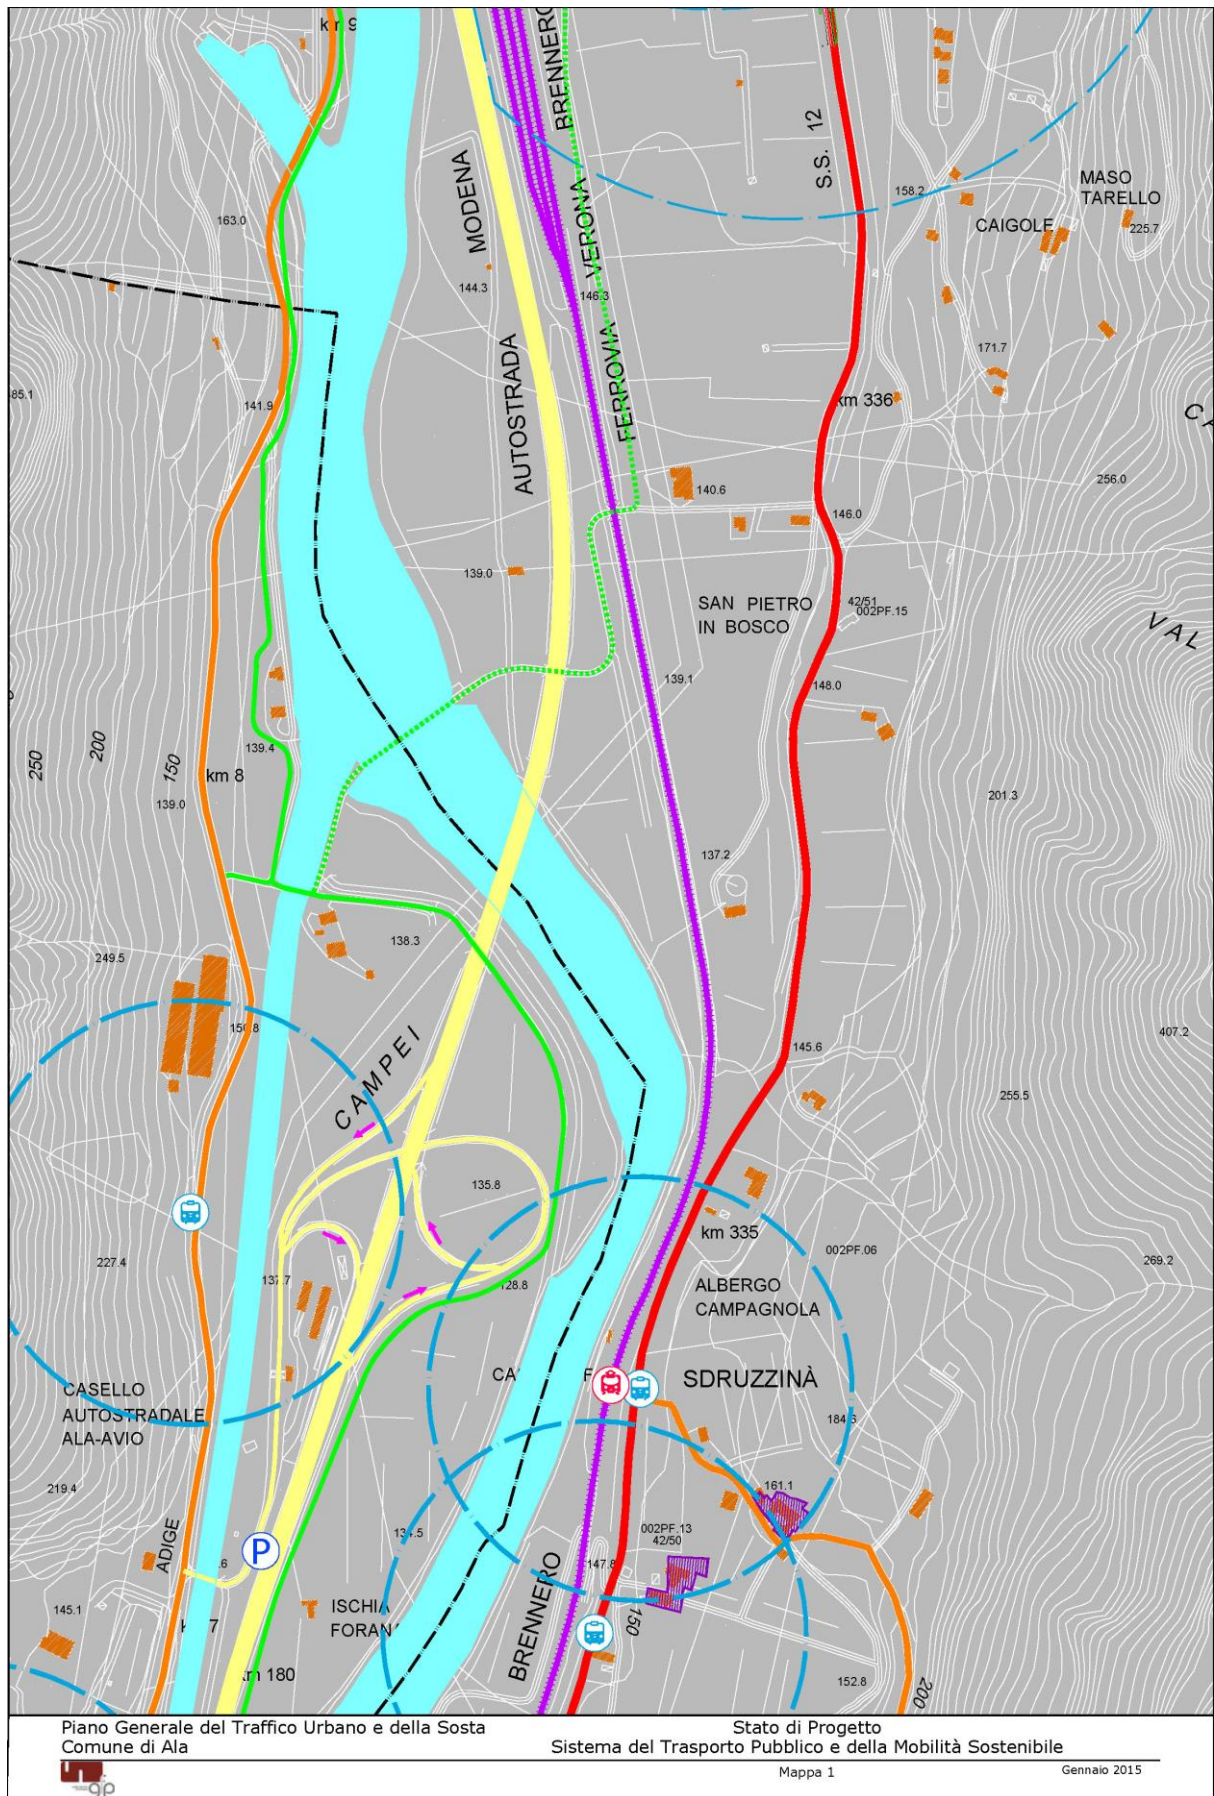 BRENNERO
S.S. 12
158.2
MASO
TARELLO
CAIGOLE
225.7
163.0
MODENA
VERONA
144.3
146.3
FERROVIA
AUTOSTRADA
171.7
141.9
km 336
256.0
140.6
146.0
139.0
SAN PIETRO
IN BOSCO
42/51
002PF.15
VAL
139.1
148.0
139.4
250
200
150
km 8
139.0
201.3
137.2
138.3
249.5
407.2
145.6
255.5
CAMPEI
135.8
km 335
002PF.06
227.4
269.2
128.8
ALBERGO
CAMPAGNOLA
SDRUZZINÀ
CASELLO
AUTOSTRADALE
ALA-AVIO
184.6
219.4
161.1
002PF.13
42/50
ADIGE
P
147.8
BRENNERO
145.1
ISCHIA
150
152.8
200
Piano Generale del Traffico Urbano e della Sosta
Comune di Ala
Stato di Progetto
Sistema del Trasporto Pubblico e della Mobilità Sostenibile
Mappa 1
Gennaio 2015